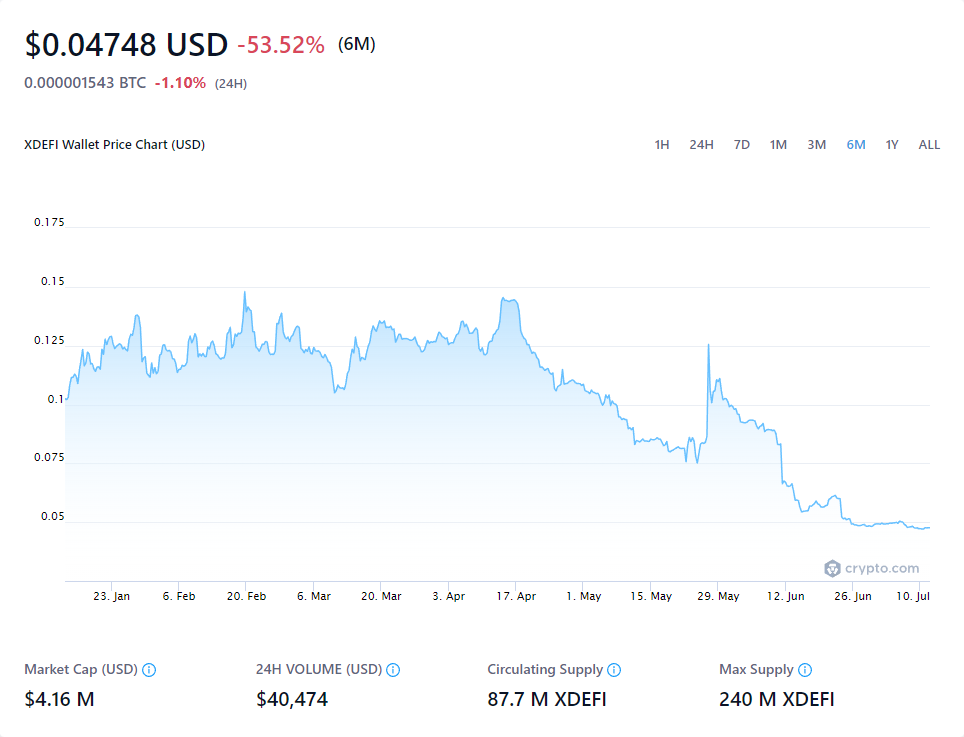 $0.04748 USD -53.52% (6M)
0.000001543 BTC -1.10% (24H)
XDEFI Wallet Price Chart (USD) 1H 24H 7D 1M 3M 6M 1Y ALL
0.175
0.15
0.125
0.1
0.075
0.05
crypto.com
23. Jan 6. Feb 20. Feb 6. Mar 20. Mar 3. Apr 17. Apr 1. May 15. May 29. May 12. Jun 26. Jun 10. Jul
Market Cap (USD) 24H VOLUME (USD) Circulating Supply Max Supply
$4.16 M $40,474 87.7 M XDEFI 240 M XDEFI